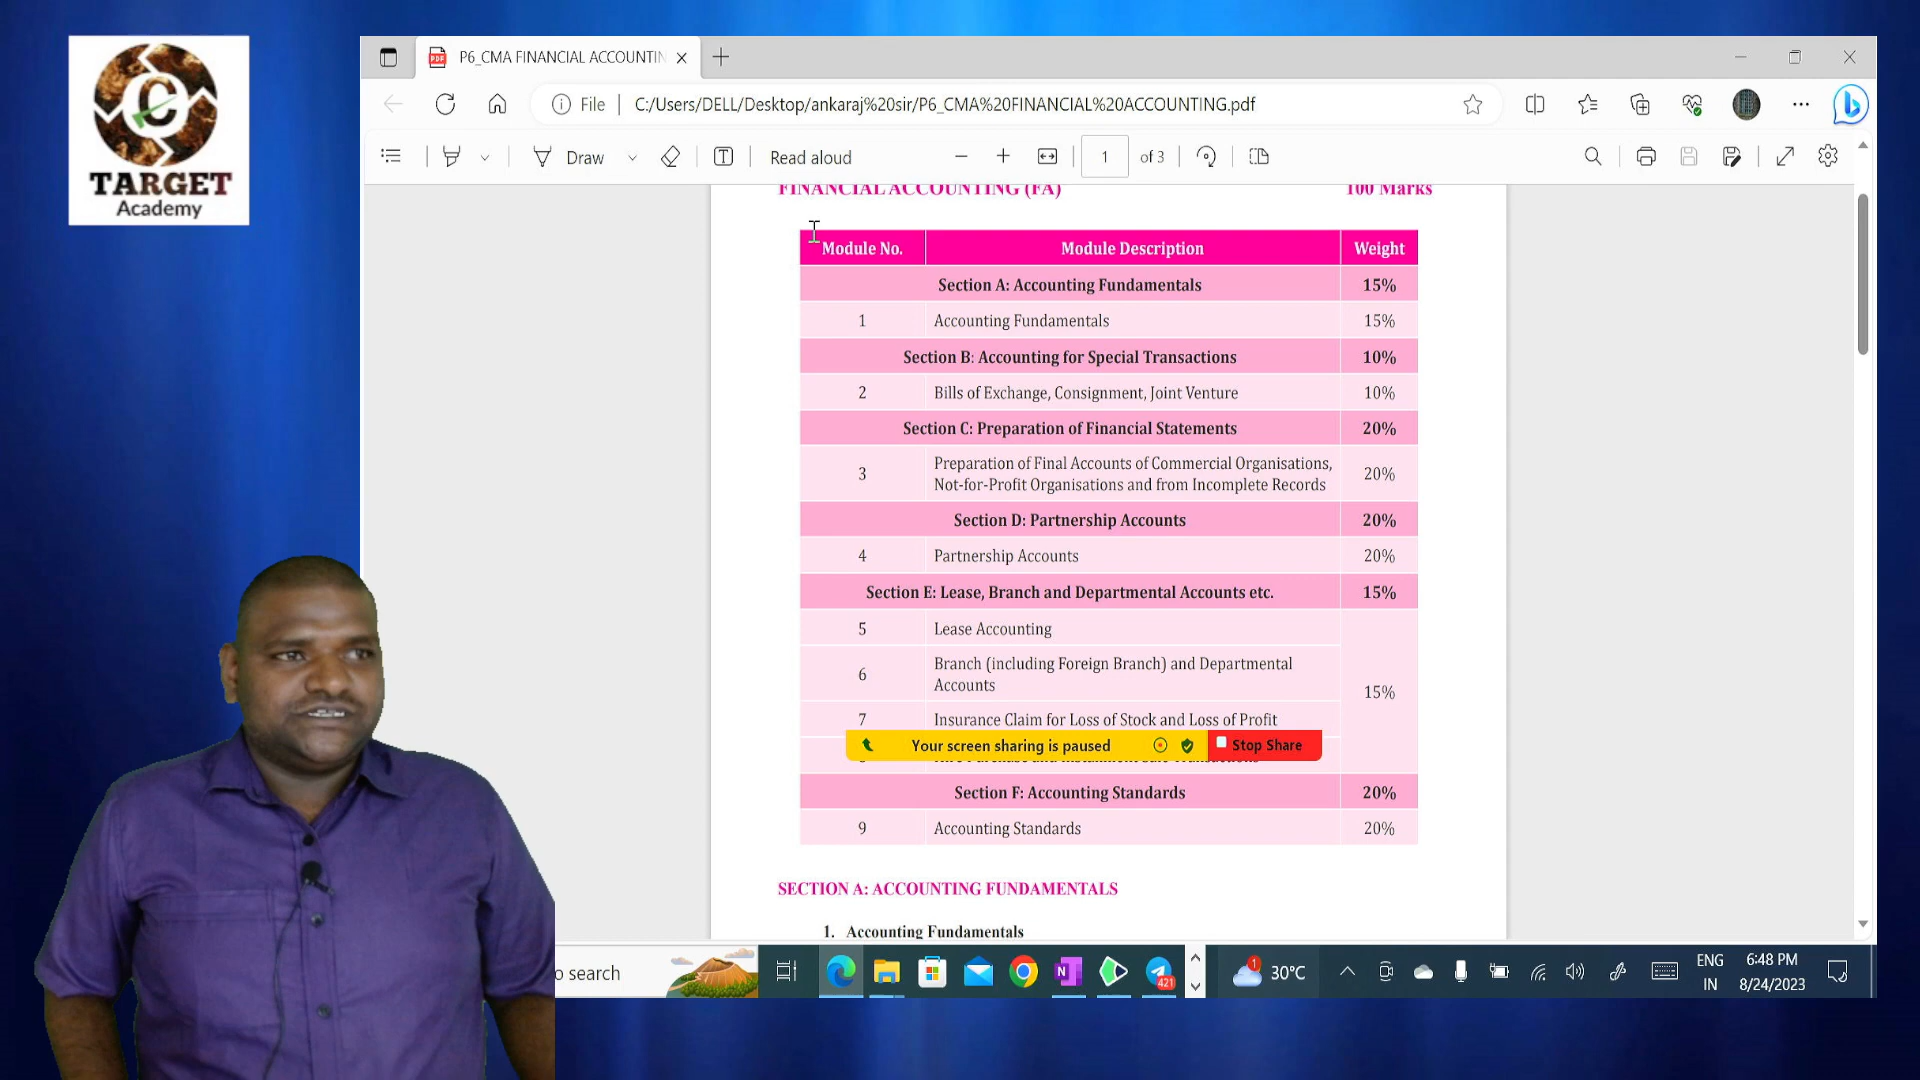 TARGET
Academy
P6_CMA FINANCIAL ACCOUNTIN
File
C:/Users/DELL/Desktop/ankaraj%20sir/P6_CMA%20FINANCIAL%20ACCOUNTING.pdf
Draw
Read aloud
1 of 3
FINANCIAL ACCOUNTING (FA) 100 Marks
Module No. Module Description Weight
Section A: Accounting Fundamentals 15%
1 Accounting Fundamentals 15%
Section B: Accounting for Special Transactions 10%
2 Bills of Exchange, Consignment, Joint Venture 10%
Section C: Preparation of Financial Statements 20%
3 Preparation of Final Accounts of Commercial Organisations, 20%
Not-for-Profit Organisations and from Incomplete Records
Section D: Partnership Accounts 20%
4 Partnership Accounts 20%
Section E: Lease, Branch and Departmental Accounts etc. 15%
5 Lease Accounting
6 Branch (including Foreign Branch) and Departmental
Accounts
15%
7 Insurance Claim for Loss of Stock and Loss of Profit
Your screen sharing is paused Stop Share
Section F: Accounting Standards 20%
9 Accounting Standards 20%
SECTION A: ACCOUNTING FUNDAMENTALS
1. Accounting Fundamentals
o search
421
1
30°C
ENG
IN
6:48 PM
8/24/2023